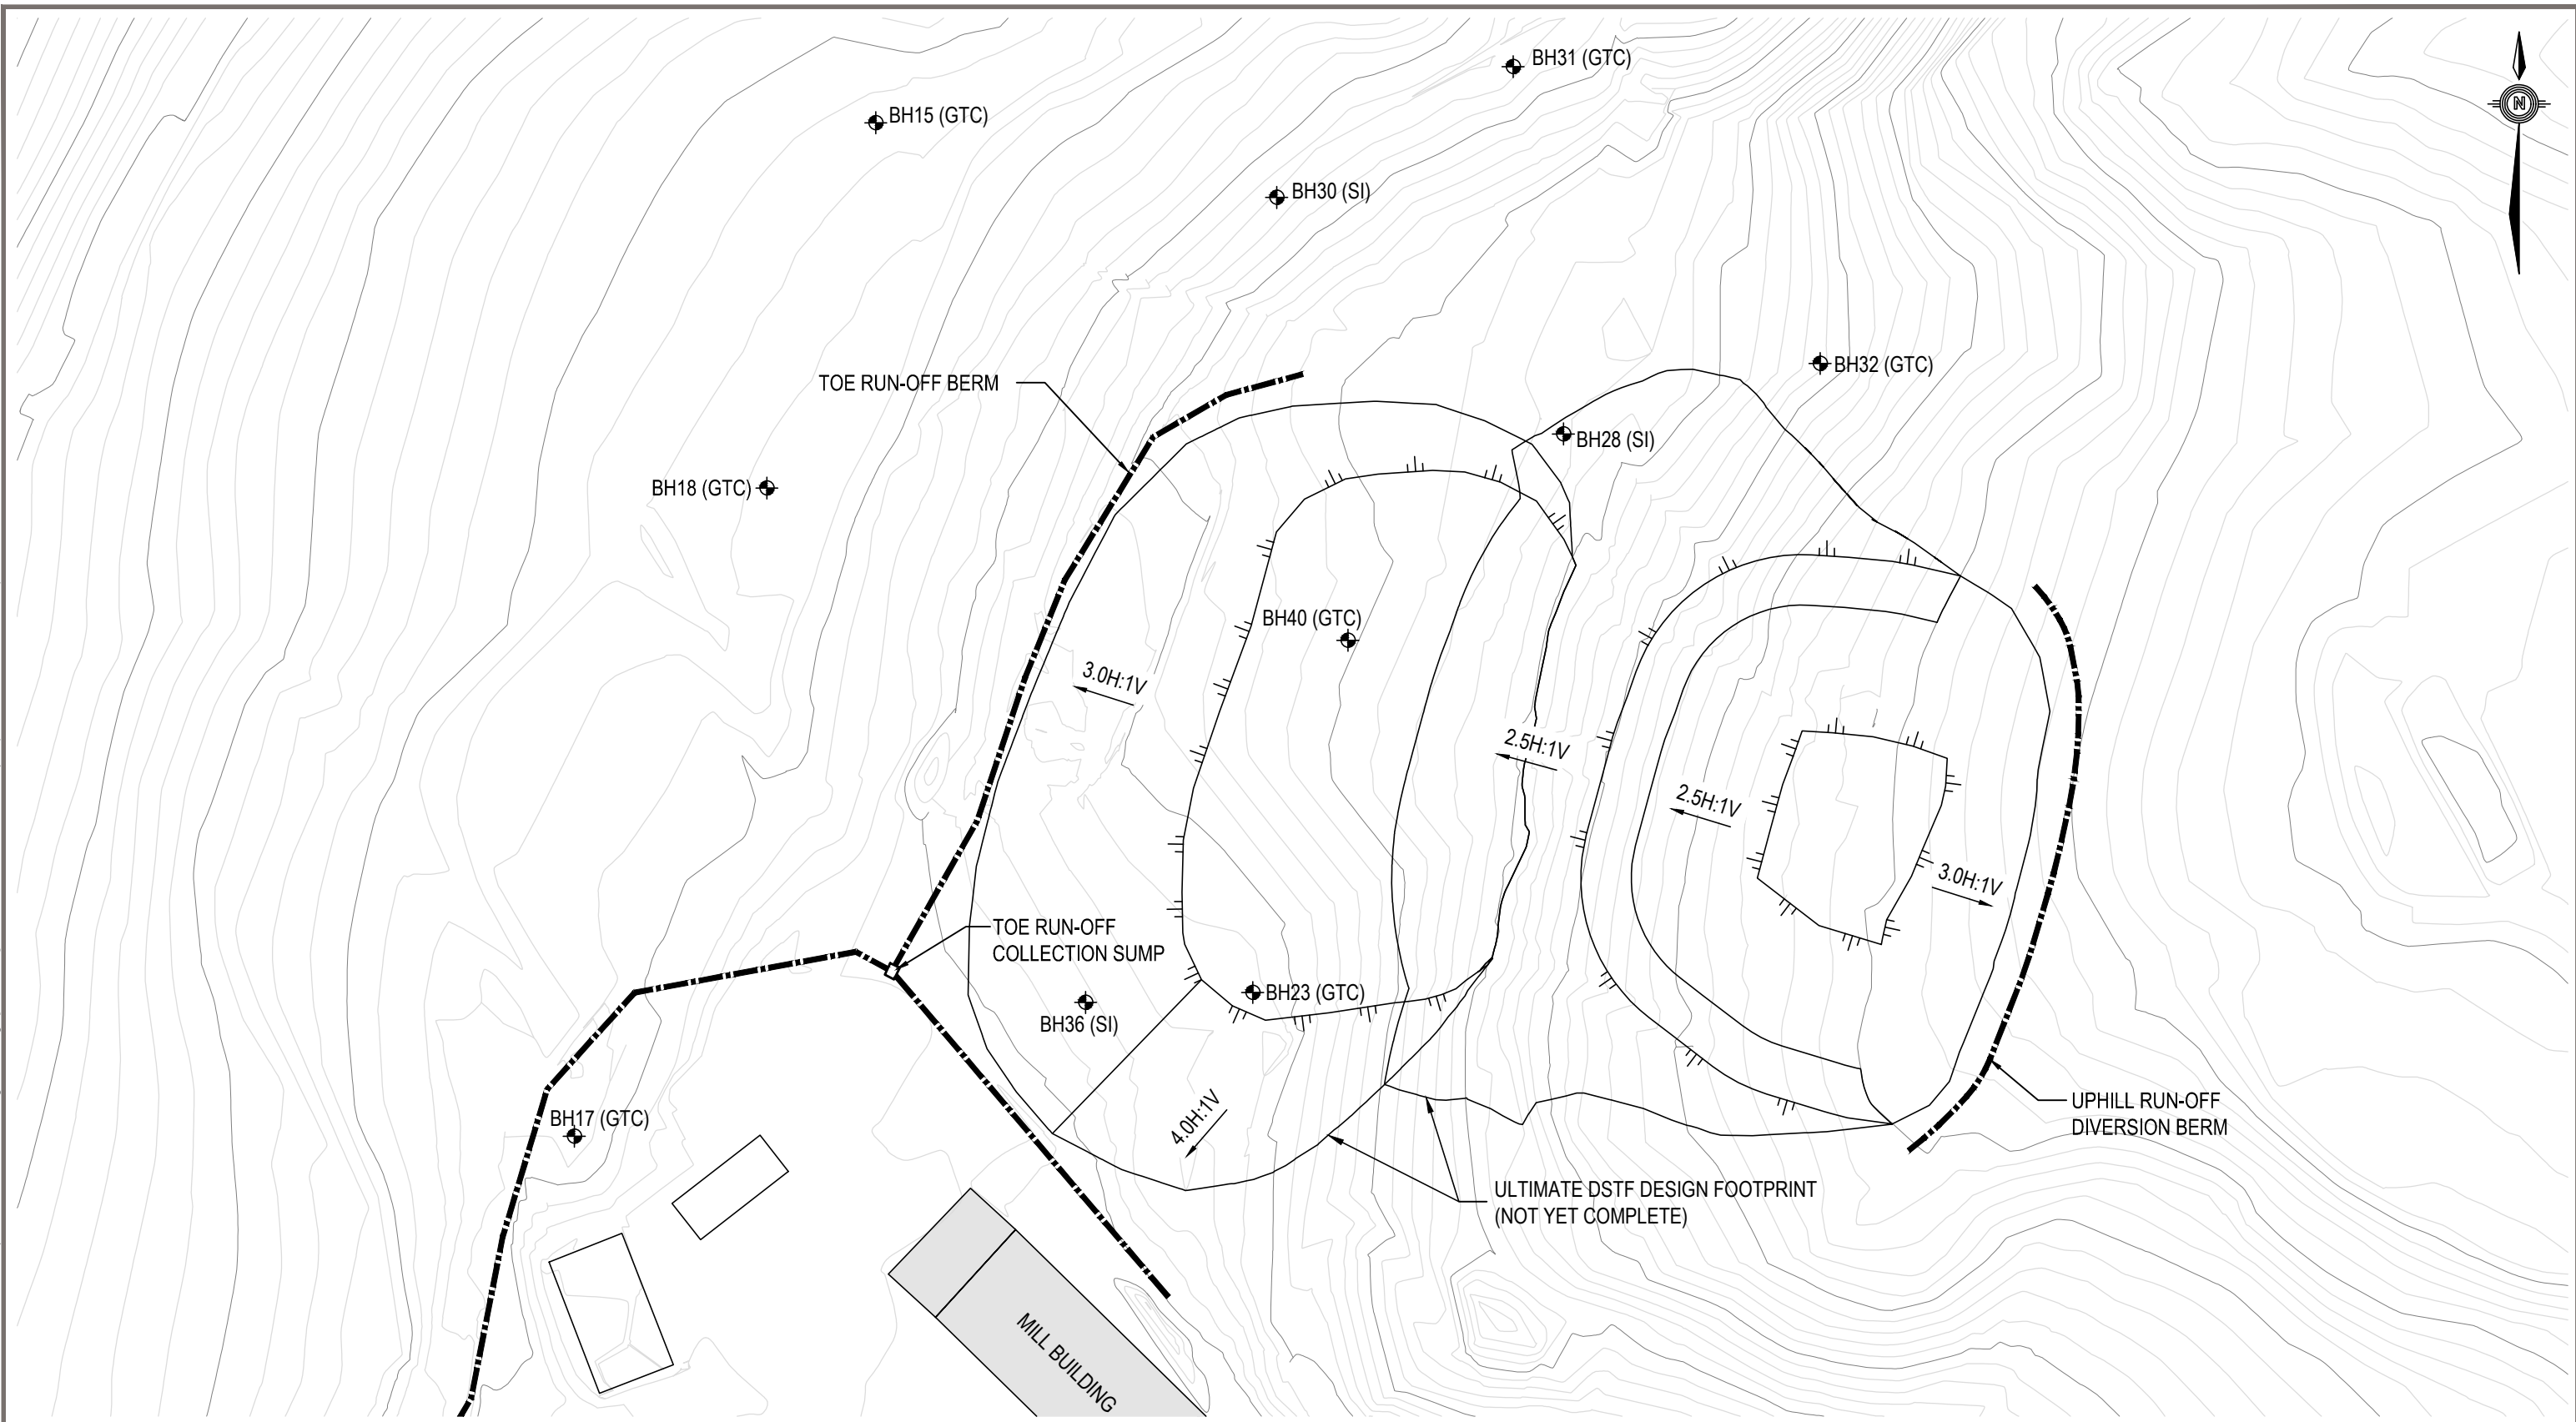 BH31 (GTC)
N
BH15 (GTC)
BH30 (SI)
BH32 (GTC)
TOE RUN-OFF BERM
BH28 (SI)
BH18 (GTC)
BH40 (GTC)
3.0H:1V
2.5H:1V
2.5H:1V
3.0H:1V
TOE RUN-OFF
COLLECTION SUMP
BH23 (GTC)
BH36 (SI)
BH17 (GTC)
4.0H:1V
UPHILL RUN-OFF
DIVERSION BERM
ULTIMATE DSTF DESIGN FOOTPRINT
(NOT YET COMPLETE)
MILL BUILDING